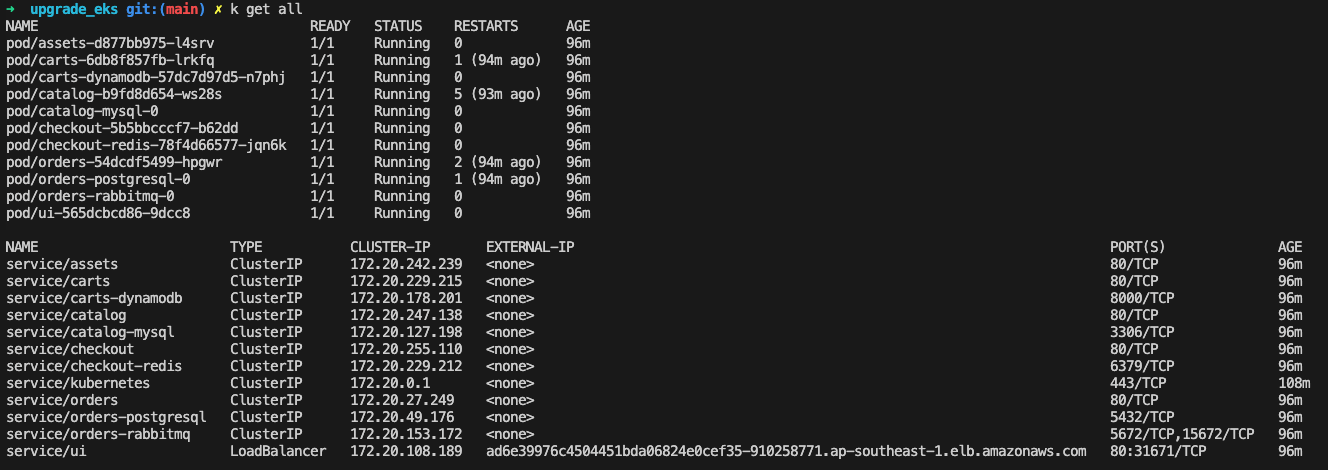 ➜ upgrade_eks git:(main) ✗ k get all
NAME READY STATUS RESTARTS AGE
pod/assets-d877bb975-l4srv 1/1 Running 0 96m
pod/carts-6db8f857fb-lrkfq 1/1 Running 1 (94m ago) 96m
pod/carts-dynamodb-57dc7d97d5-n7phj 1/1 Running 0 96m
pod/catalog-b9fd8d654-ws28s 1/1 Running 5 (93m ago) 96m
pod/catalog-mysql-0 1/1 Running 0 96m
pod/checkout-5b5bbcccf7-b62dd 1/1 Running 0 96m
pod/checkout-redis-78f4d66577-jqn6k 1/1 Running 0 96m
pod/orders-54dcdf5499-hpgwr 1/1 Running 2 (94m ago) 96m
pod/orders-postgresql-0 1/1 Running 1 (94m ago) 96m
pod/orders-rabbitmq-0 1/1 Running 0 96m
pod/ui-565dcbcd86-9dcc8 1/1 Running 0 96m
NAME TYPE CLUSTER-IP EXTERNAL-IP PORT(S) AGE
service/assets ClusterIP 172.20.242.239 <none> 80/TCP 96m
service/carts ClusterIP 172.20.229.215 <none> 80/TCP 96m
service/carts-dynamodb ClusterIP 172.20.178.201 <none> 8000/TCP 96m
service/catalog ClusterIP 172.20.247.138 <none> 80/TCP 96m
service/catalog-mysql ClusterIP 172.20.127.198 <none> 3306/TCP 96m
service/checkout ClusterIP 172.20.255.110 <none> 80/TCP 96m
service/checkout-redis ClusterIP 172.20.229.212 <none> 6379/TCP 96m
service/kubernetes ClusterIP 172.20.0.1 <none> 443/TCP 108m
service/orders ClusterIP 172.20.27.249 <none> 80/TCP 96m
service/orders-postgresql ClusterIP 172.20.49.176 <none> 5432/TCP 96m
service/orders-rabbitmq ClusterIP 172.20.153.172 <none> 5672/TCP,15672/TCP 96m
service/ui LoadBalancer 172.20.108.189 ad6e39976c4504451bda06824e0cef35-910258771.ap-southeast-1.elb.amazonaws.com 80:31671/TCP 96m